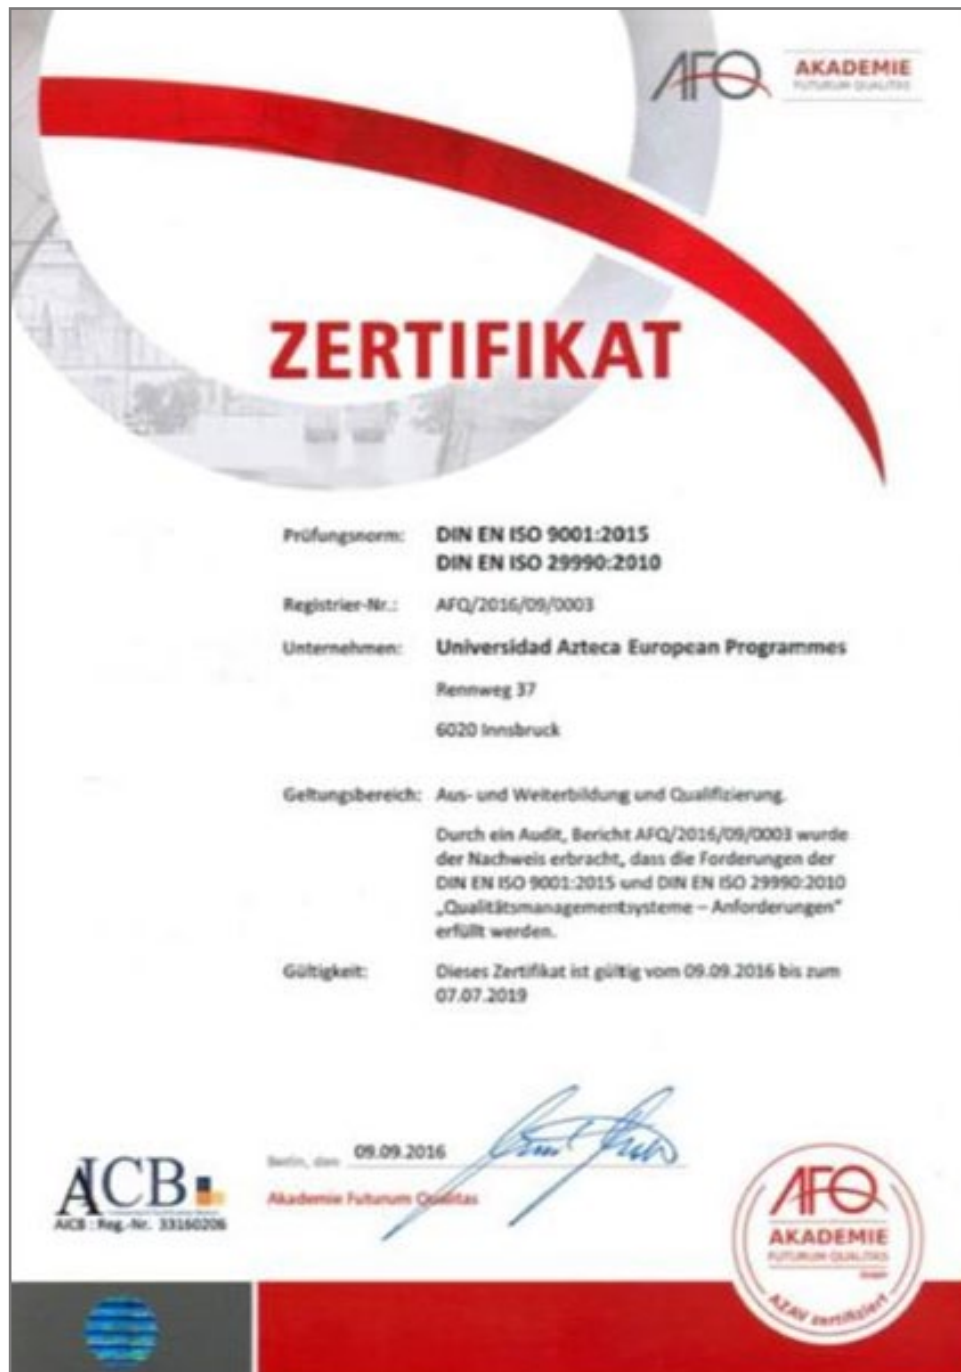 AFQ AKADEMIE
FUTURUM QUALITAS
ZERTIFIKAT
Prüfungsnorm: DIN EN ISO 9001:2015
DIN EN ISO 29990:2010
Registrier-Nr.: AFQ/2016/09/0003
Unternehmen: Universidad Azteca European Programmes
Rennweg 37
6020 Innsbruck
Geltungsbereich: Aus- und Weiterbildung und Qualifizierung.
Durch ein Audit, Bericht AFQ/2016/09/0003 wurde
der Nachweis erbracht, dass die Forderungen der
DIN EN ISO 9001:2015 und DIN EN ISO 29990:2010
„Qualitätsmanagementsysteme – Anforderungen“
erfüllt werden.
Gültigkeit: Dieses Zertifikat ist gültig vom 09.09.2016 bis zum
07.07.2019
Berlin, den 09.09.2016
Akademie Futurum Qualitas
AICB
AICB : Reg.-Nr. 33160206
AFQ
AKADEMIE
FUTURUM QUALITAS
GmbH
AZAV zertifiziert